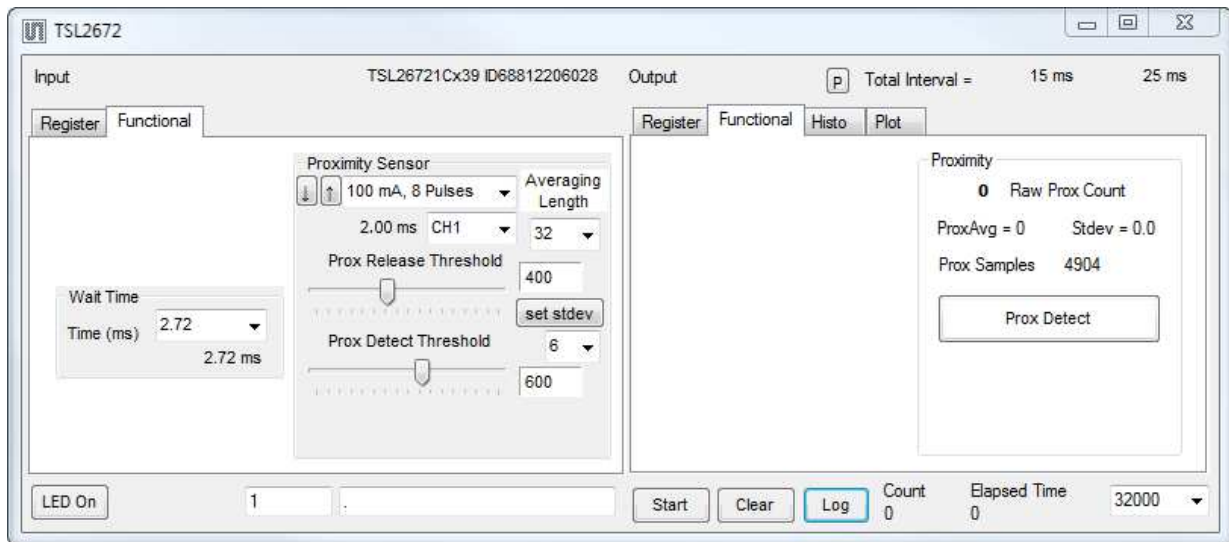 TSL2672
Input
TSL26721Cx39 ID68812206028
Output
P
Total Interval =
15 ms
25 ms
Register
Functional
Register
Functional
Histo
Plot
Wait Time
Time (ms)
2.72
2.72 ms
Proximity Sensor
↓ ↑ 100 mA, 8 Pulses
Averaging
Length
2.00 ms
CH1
32
Prox Release Threshold
400
set stdev
Prox Detect Threshold
6
600
Proximity
0 Raw Prox Count
ProxAvg = 0
Stdev = 0.0
Prox Samples
4904
Prox Detect
LED On
1
.
Start
Clear
Log
Count
0
Elapsed Time
0
32000